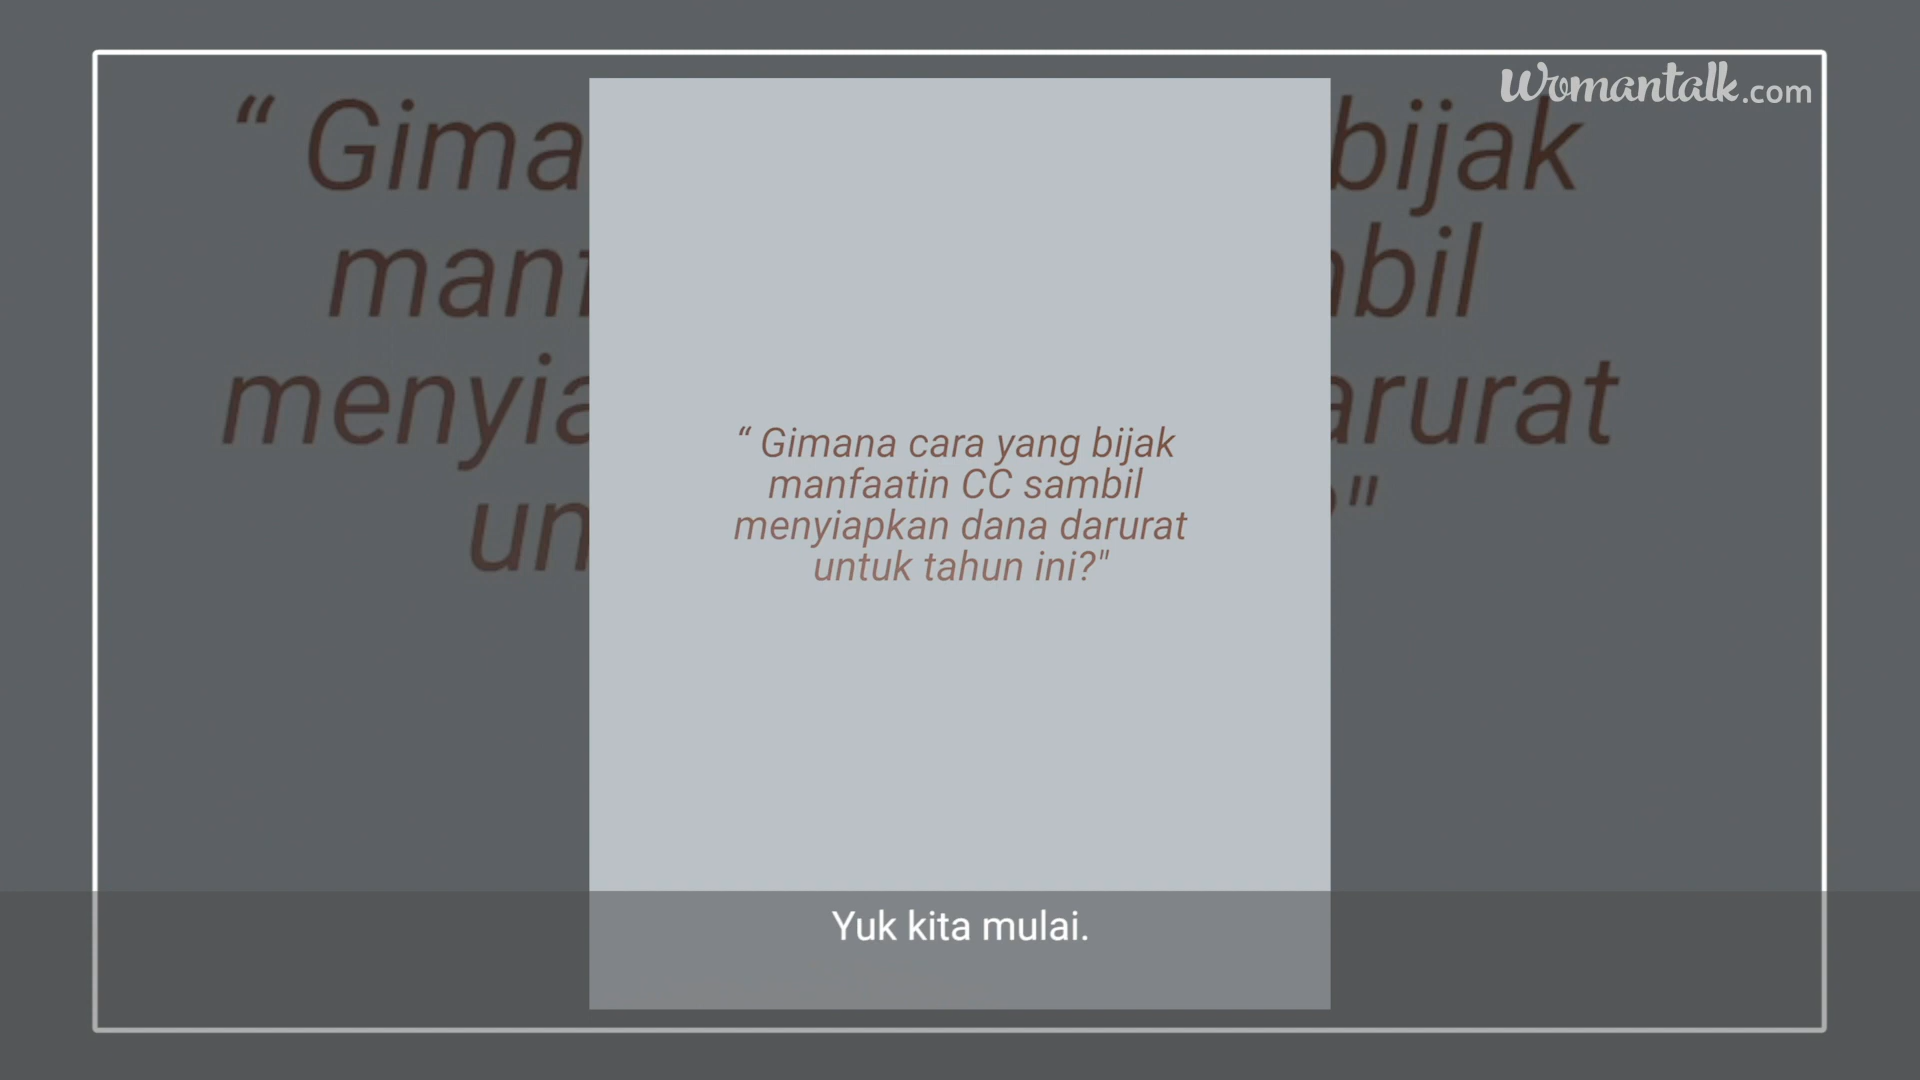 Womantalk.com
“ Gimana cara yang bijak
manfaatin CC sambil
menyiapkan dana darurat
untuk tahun ini?"
Yuk kita mulai.